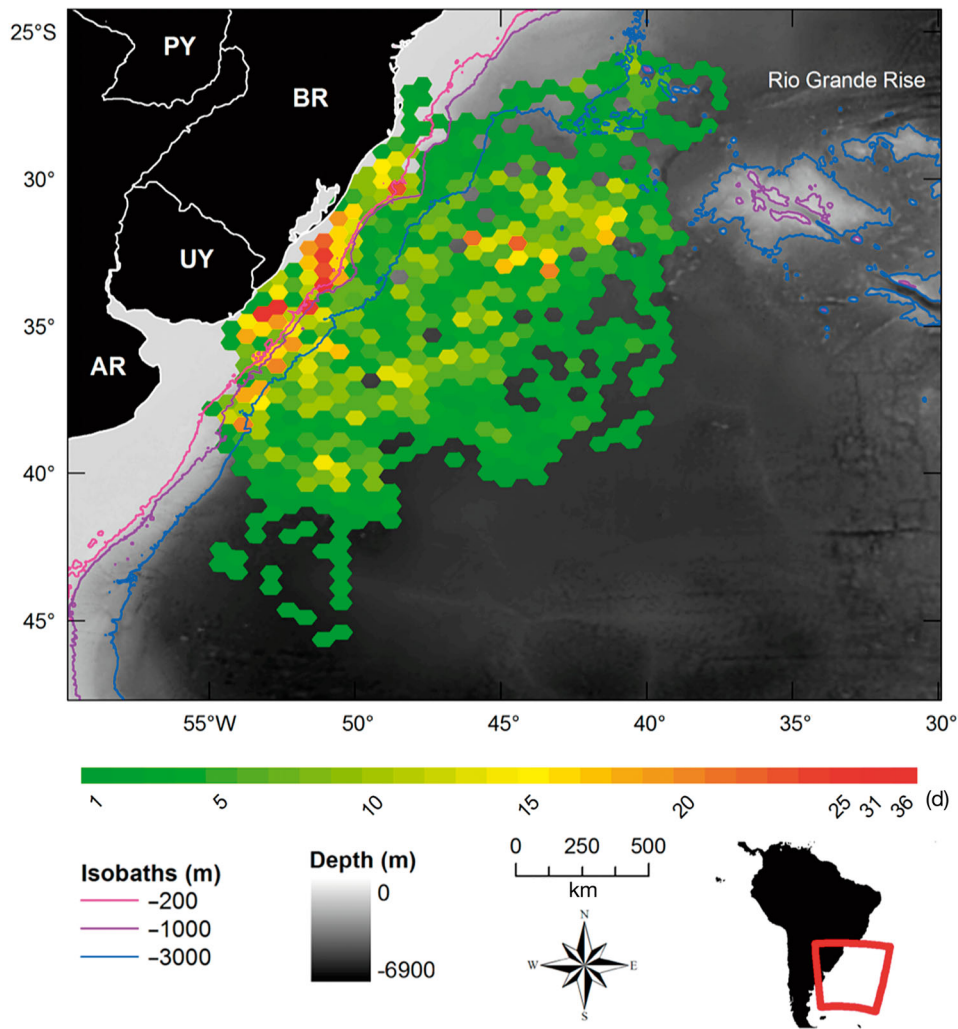 25°S
30°
35°
40°
45°
PY
BR
UY
AR
Rio Grande Rise
55°W 50° 45° 40° 35° 30°
1 5 10 15 20 25 31 36 (d)
Isobaths (m)
–200
–1000
–3000
Depth (m)
0
-6900
0 250 500
km
N
W E
S